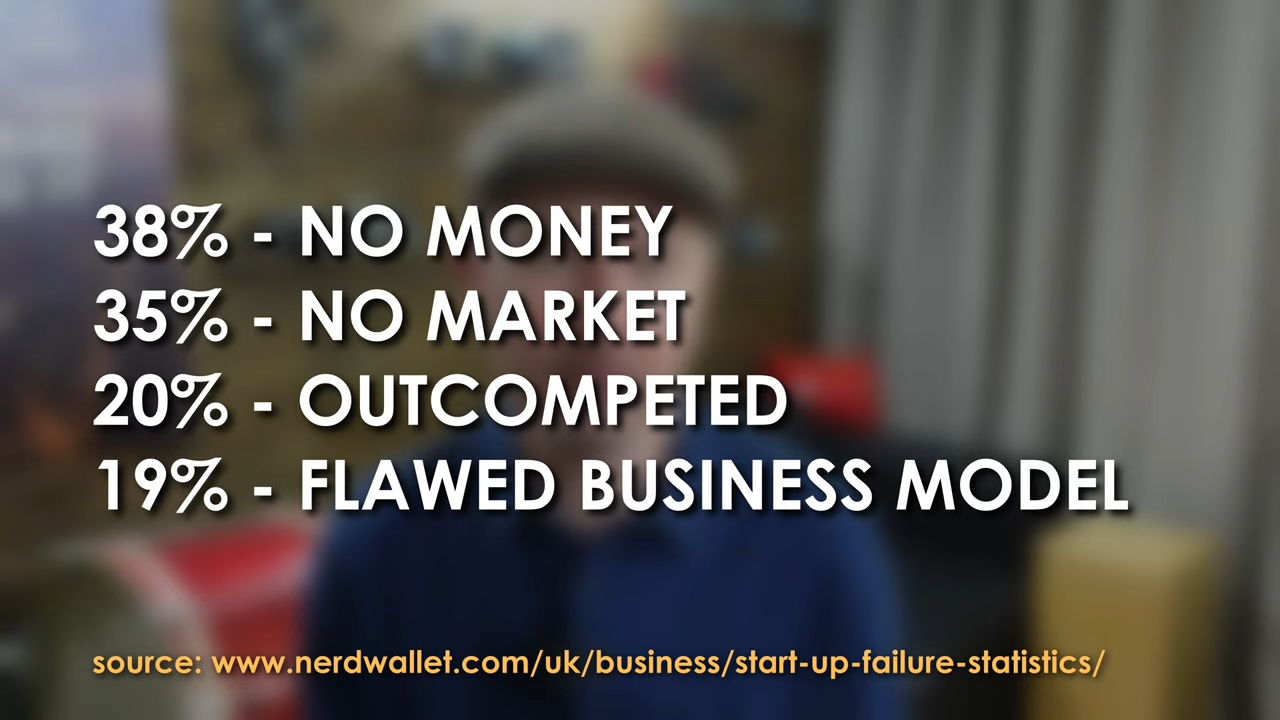 38% - NO MONEY
35% - NO MARKET
20% - OUTCOMPETED
19% - FLAWED BUSINESS MODEL
source: www.nerdwallet.com/uk/business/start-up-failure-statistics/